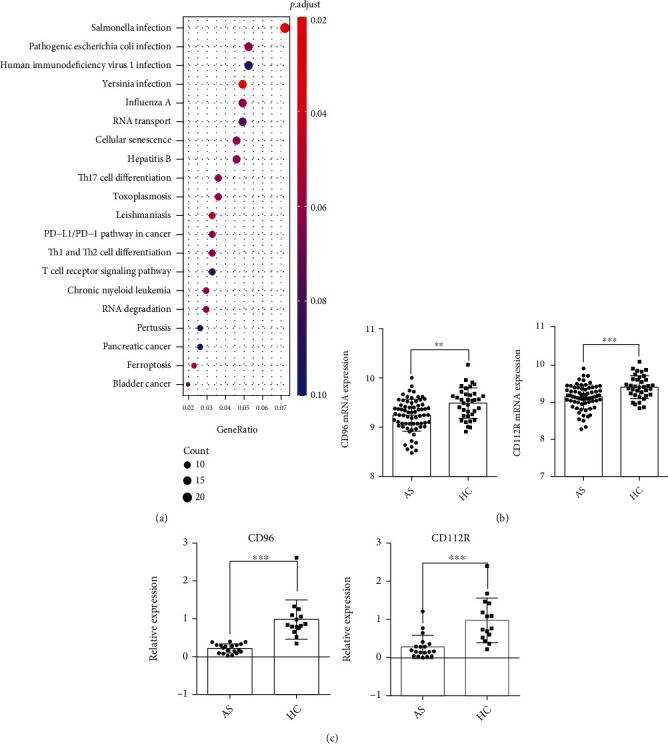 p.adjust
Salmonella infection
Pathogenic escherichia coli infection
Human immunodeficiency virus 1 infection
Yersinia infection
Influenza A
RNA transport
Cellular senescence
Hepatitis B
Th17 cell differentiation
Toxoplasmosis
Leishmaniasis
PD-L1/PD-1 pathway in cancer
Th1 and Th2 cell differentiation
T cell receptor signaling pathway
Chronic myeloid leukemia
RNA degradation
Pertussis
Pancreatic cancer
Ferroptosis
Bladder cancer
0.02
0.04
0.06
0.08
0.10
0.02 0.03 0.04 0.05 0.06 0.07
GeneRatio
Count
10
15
20
(a)
CD96 mRNA expression
11
10
9
8
**
AS HC
CD112R mRNA expression
11
10
9
8
7
***
AS HC
(b)
CD96
Relative expression
3
2
1
0
−1
***
AS HC
CD112R
Relative expression
3
2
1
0
−1
***
AS HC
(c)